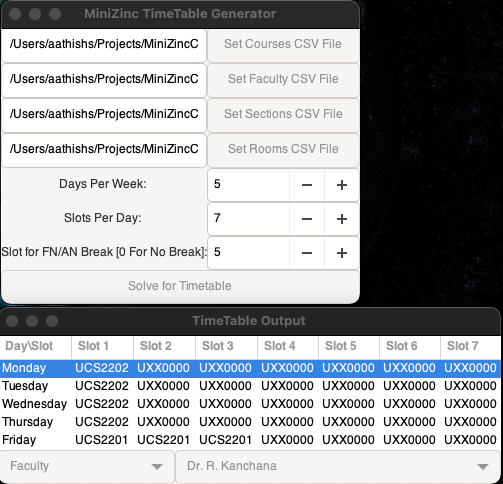 MiniZinc TimeTable Generator
/Users/aathishs/Projects/MiniZincC Set Courses CSV File
/Users/aathishs/Projects/MiniZincC Set Faculty CSV File
/Users/aathishs/Projects/MiniZincC Set Sections CSV File
/Users/aathishs/Projects/MiniZincC Set Rooms CSV File
Days Per Week: 5 − +
Slots Per Day: 7 − +
Slot for FN/AN Break [0 For No Break]: 5 − +
Solve for Timetable
TimeTable Output
Day\Slot Slot 1 Slot 2 Slot 3 Slot 4 Slot 5 Slot 6 Slot 7
Monday UCS2202 UXX0000 UXX0000 UXX0000 UXX0000 UXX0000 UXX0000
Tuesday UCS2202 UXX0000 UXX0000 UXX0000 UXX0000 UXX0000 UXX0000
Wednesday UCS2202 UXX0000 UXX0000 UXX0000 UXX0000 UXX0000 UXX0000
Thursday UCS2202 UXX0000 UXX0000 UXX0000 UXX0000 UXX0000 UXX0000
Friday UCS2201 UCS2201 UCS2201 UXX0000 UXX0000 UXX0000 UXX0000
Faculty Dr. R. Kanchana